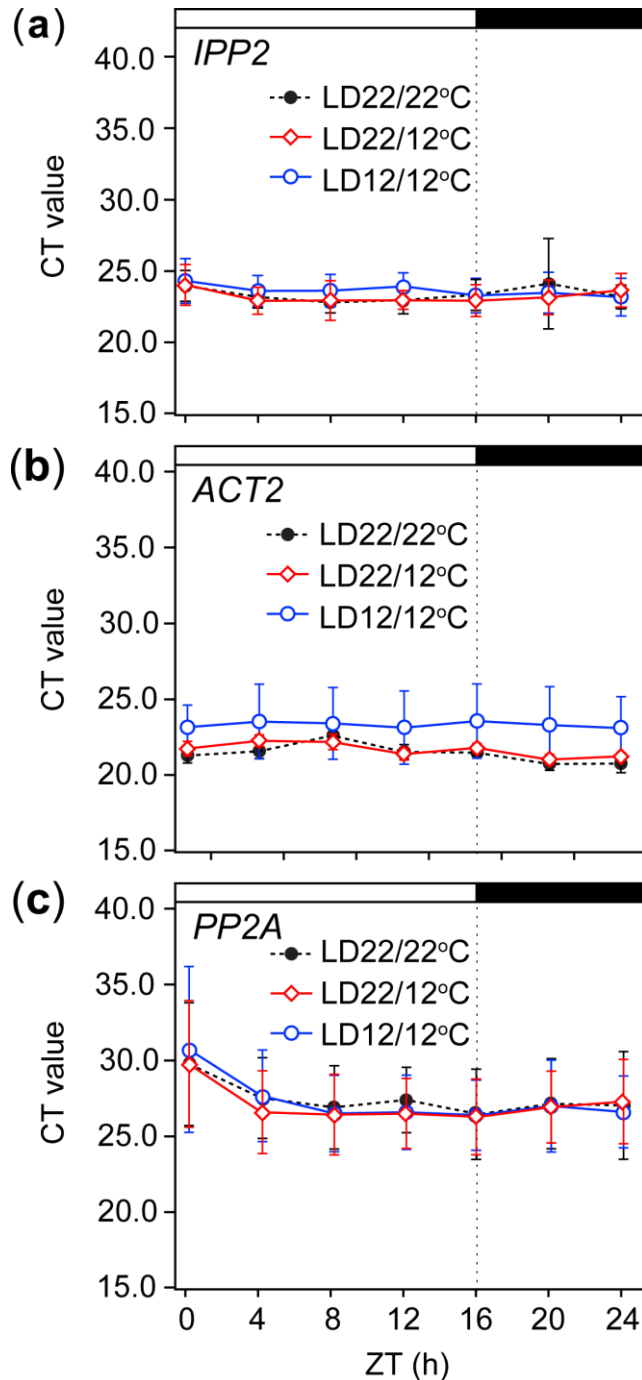 (a)
IPP2
LD22/22°C
LD22/12°C
LD12/12°C
CT value
40.0
35.0
30.0
25.0
20.0
15.0
(b)
ACT2
LD22/22°C
LD22/12°C
LD12/12°C
CT value
40.0
35.0
30.0
25.0
20.0
15.0
(c)
PP2A
LD22/22°C
LD22/12°C
LD12/12°C
CT value
40.0
35.0
30.0
25.0
20.0
15.0
0 4 8 12 16 20 24
ZT (h)